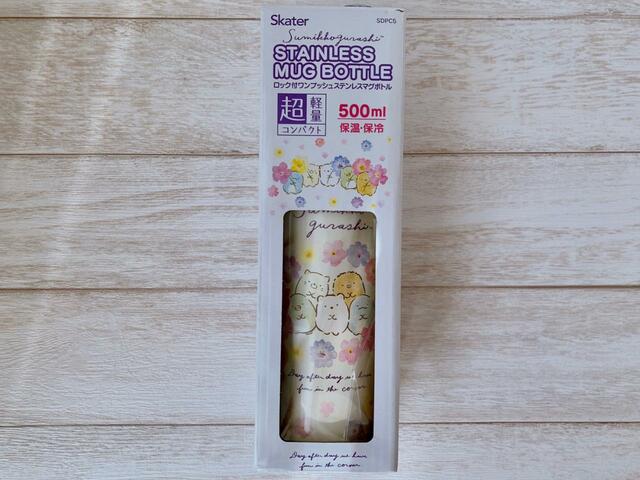 Skater
SDPC5
Sumikkogurashi™
STAINLESS
MUG BOTTLE
ロック付ワンプッシュステンレスマグボトル
超
軽量
コンパクト
500ml
保温・保冷
Sumikko
gurashi™
Day after day we have
fun in the corner
Day after day we have
fun in the corner